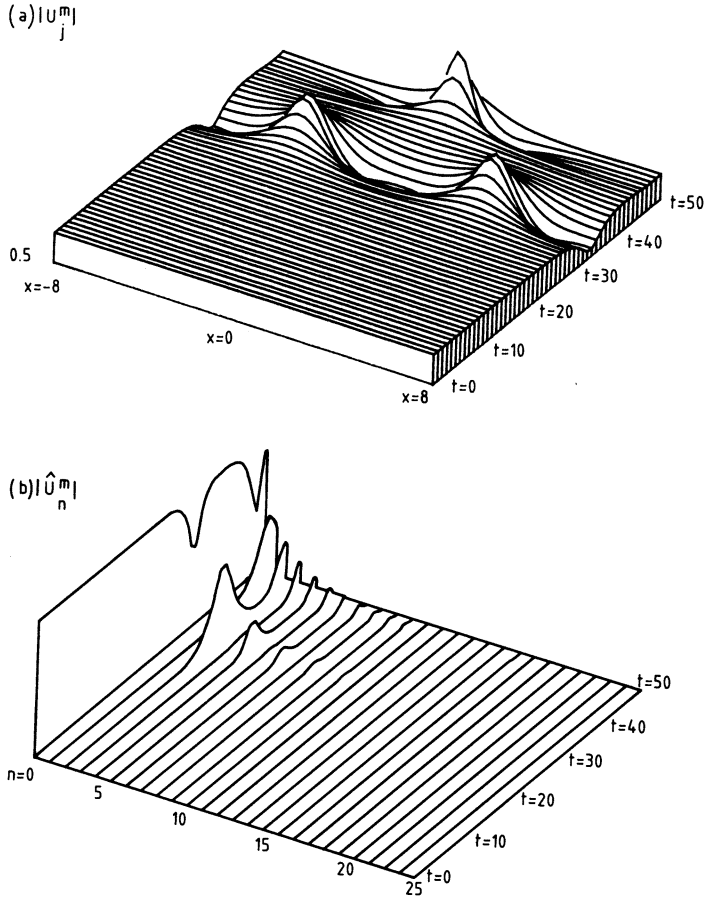 (a)|U^m_j|
0.5
x=-8
x=0
x=8
t=0
t=10
t=20
t=30
t=40
t=50
(b)|Û^m_n|
n=0
5
10
15
20
25
t=0
t=10
t=20
t=30
t=40
t=50